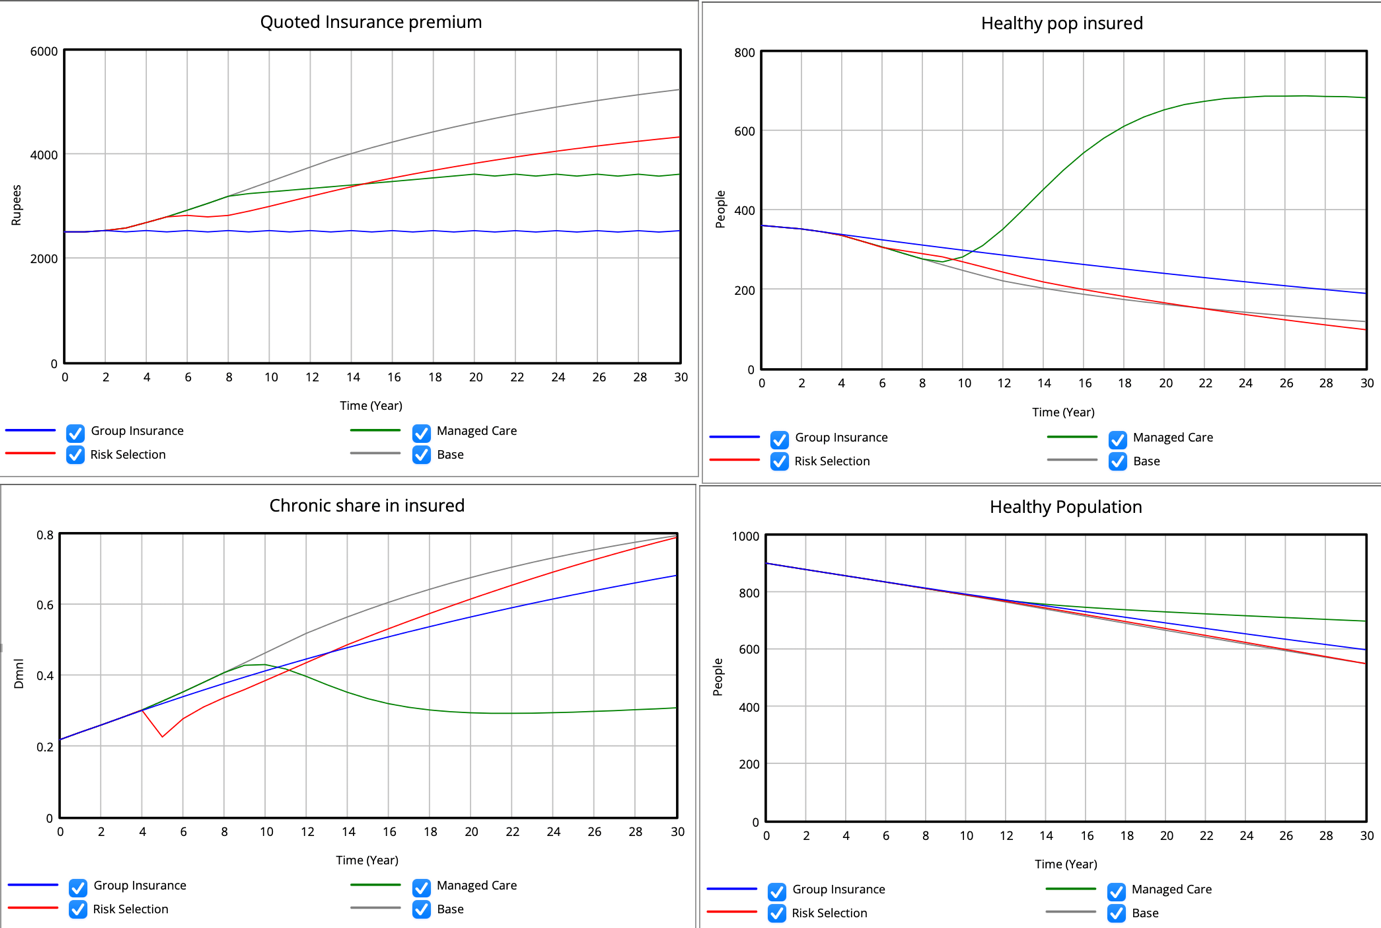 Quoted Insurance premium
6000
4000
2000
0
Rupees
0 2 4 6 8 10 12 14 16 18 20 22 24 26 28 30
Time (Year)
Group Insurance Managed Care
Risk Selection Base
Healthy pop insured
800
600
400
200
0
People
0 2 4 6 8 10 12 14 16 18 20 22 24 26 28 30
Time (Year)
Group Insurance Managed Care
Risk Selection Base
Chronic share in insured
0.8
0.6
0.4
0.2
0
Dmnl
0 2 4 6 8 10 12 14 16 18 20 22 24 26 28 30
Time (Year)
Group Insurance Managed Care
Risk Selection Base
Healthy Population
1000
800
600
400
200
0
People
0 2 4 6 8 10 12 14 16 18 20 22 24 26 28 30
Time (Year)
Group Insurance Managed Care
Risk Selection Base